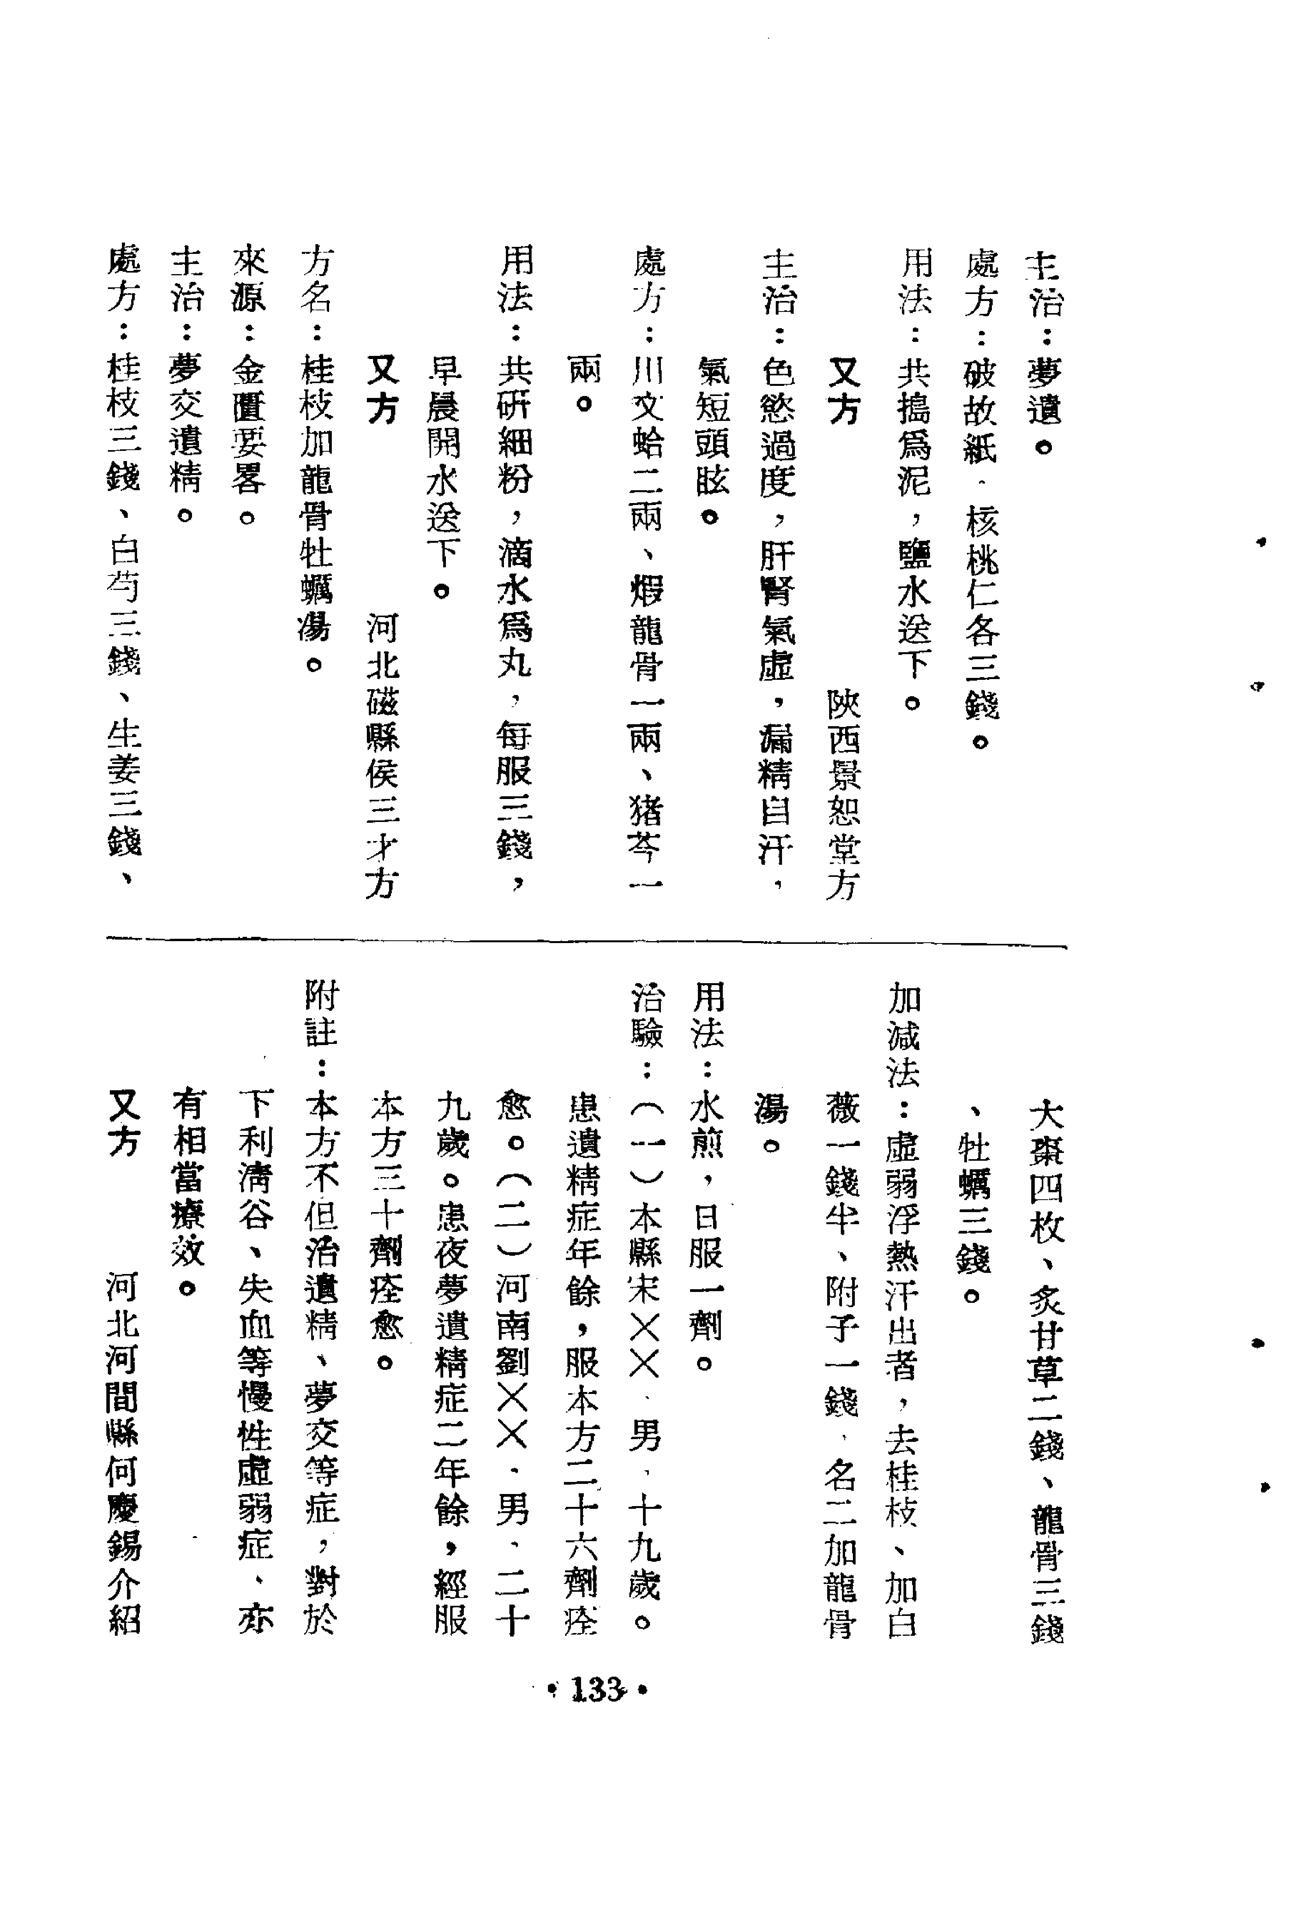 主治：夢遺。
處方：破故紙、核桃仁各三錢。
用法：共搗爲泥，鹽水送下。
又方　陝西景恕堂方
主治：色慾過度，肝腎氣虛，漏精自汗，
氣短頭眩。
處方：川文蛤二兩、煆龍骨一兩、猪苓一
兩。
用法：共研細粉，滴水爲丸，每服三錢，
早晨開水送下。
又方　河北磁縣侯三才方
方名：桂枝加龍骨牡蠣湯。
來源：金匱要畧。
主治：夢交遺精。
處方：桂枝三錢、白芍三錢、生姜三錢、
大棗四枚、炙甘草二錢、龍骨三錢
、牡蠣三錢。
加減法：虛弱浮熱汗出者，去桂枝、加白
薇一錢半、附子一錢、名二加龍骨
湯。
用法：水煎，日服一劑。
治驗：（一）本縣宋××、男、十九歲。
患遺精症年餘，服本方二十六劑痊
愈。（二）河南劉××、男、二十
九歲。患夜夢遺精症二年餘，經服
本方三十劑痊愈。
附註：本方不但治遺精、夢交等症，對於
下利清谷、失血等慢性虛弱症、亦
有相當療效。
又方　河北河間縣何慶錫介紹
·133·